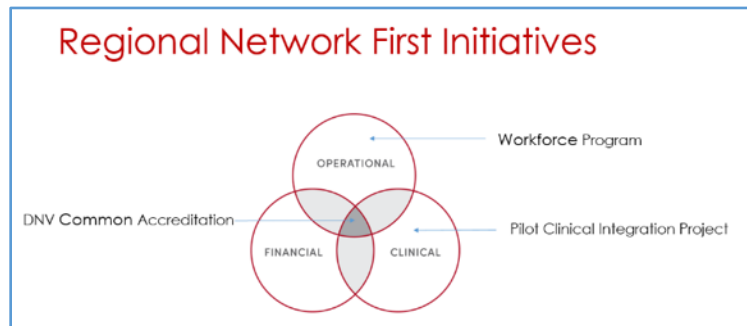 Regional Network First Initiatives
Workforce Program
OPERATIONAL
DNV Common Accreditation
Pilot Clinical Integration Project
FINANCIAL
CLINICAL